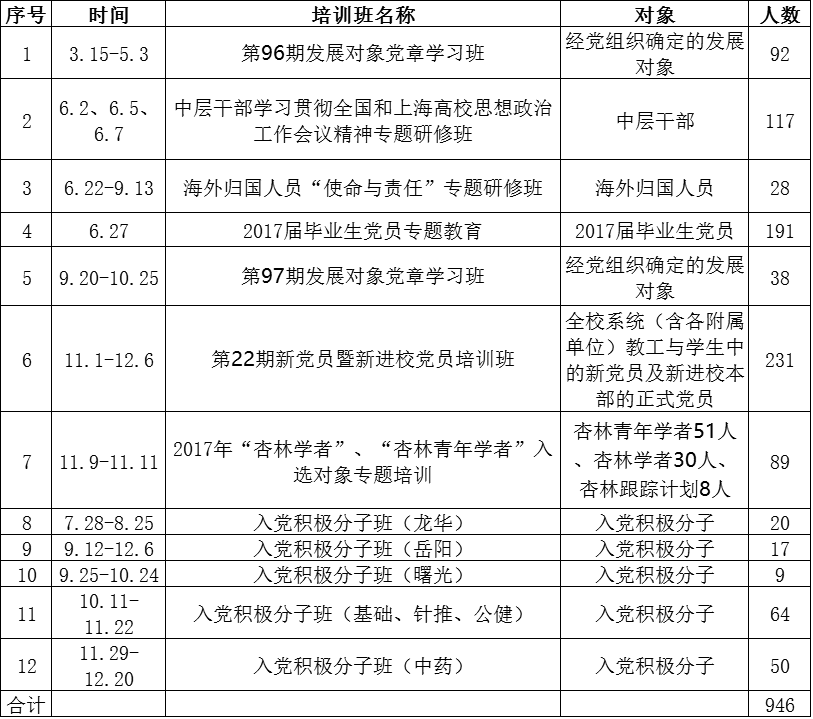 序号 时间 培训班名称 对象 人数
1 3.15-5.3 第96期发展对象党章学习班 经党组织确定的发展
对象 92
2 6.2、6.5、
6.7 中层干部学习贯彻全国和上海高校思想政治
工作会议精神专题研修班 中层干部 117
3 6.22-9.13 海外归国人员“使命与责任”专题研修班 海外归国人员 28
4 6.27 2017届毕业生党员专题教育 2017届毕业生党员 191
5 9.20-10.25 第97期发展对象党章学习班 经党组织确定的发展
对象 38
6 11.1-12.6 第22期新党员暨新进校党员培训班 全校系统（含各附属
单位）教工与学生中
的新党员及新进校本
部的正式党员 231
7 11.9-11.11 2017年“杏林学者”、“杏林青年学者”入
选对象专题培训 杏林青年学者51人
、杏林学者30人、
杏林跟踪计划8人 89
8 7.28-8.25 入党积极分子班（龙华） 入党积极分子 20
9 9.12-12.6 入党积极分子班（岳阳） 入党积极分子 17
10 9.25-10.24 入党积极分子班（曙光） 入党积极分子 9
11 10.11-
11.22 入党积极分子班（基础、针推、公健） 入党积极分子 64
12 11.29-
12.20 入党积极分子班（中药） 入党积极分子 50
合计 946